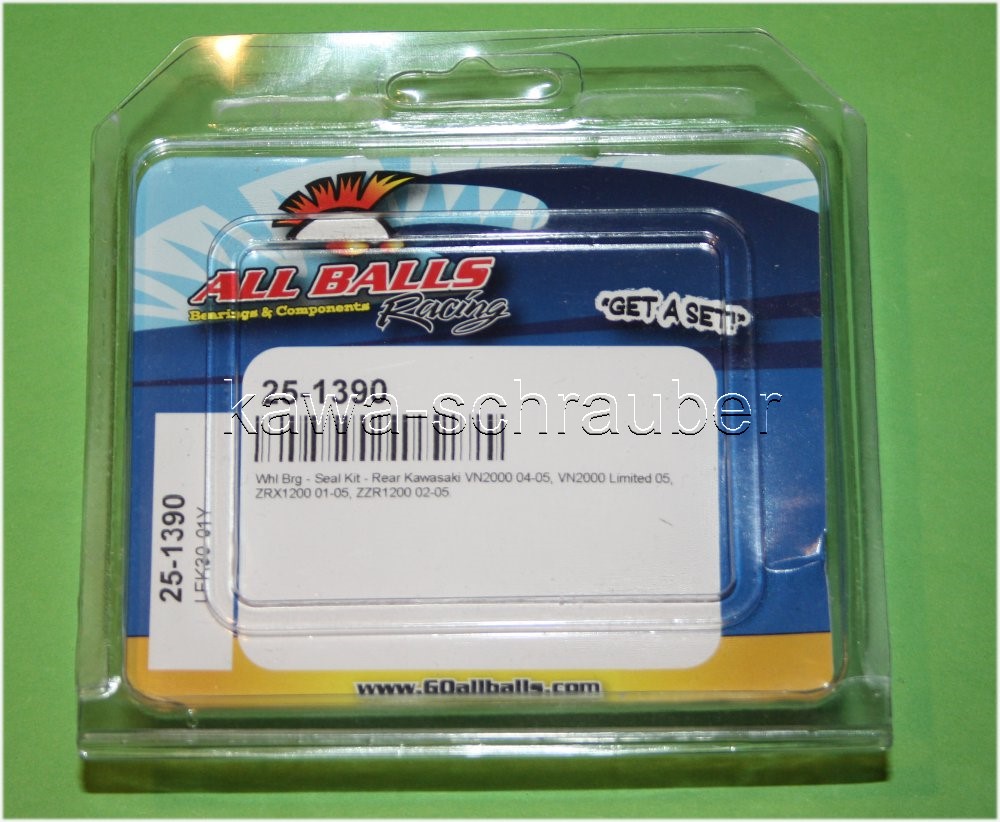 ALL BALLS
Bearings & Components
Racing
"GET A SET!"
25-1390
kawa-schrauber
Whl Brg - Seal Kit - Rear Kawasaki VN2000 04-05, VN2000 Limited 05,
ZRX1200 01-05, ZZR1200 02-05
25-1390
www.GOallballs.com